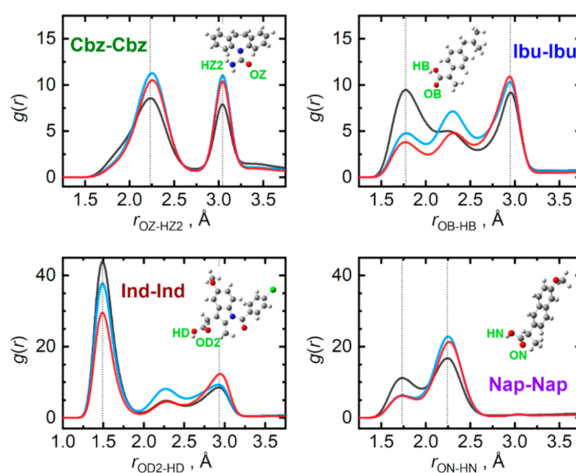 Cbz-Cbz
HZ2
OZ
g(r)
15
10
5
0
1.5 2.0 2.5 3.0 3.5
rOZ-HZ2 , Å
Ibu-Ibu
HB
OB
g(r)
15
10
5
0
1.5 2.0 2.5 3.0 3.5
rOB-HB , Å
Ind-Ind
HD
OD2
g(r)
40
20
0
1.0 1.5 2.0 2.5 3.0 3.5
rOD2-HD , Å
HN
ON
Nap-Nap
g(r)
40
20
0
1.5 2.0 2.5 3.0 3.5
rON-HN , Å